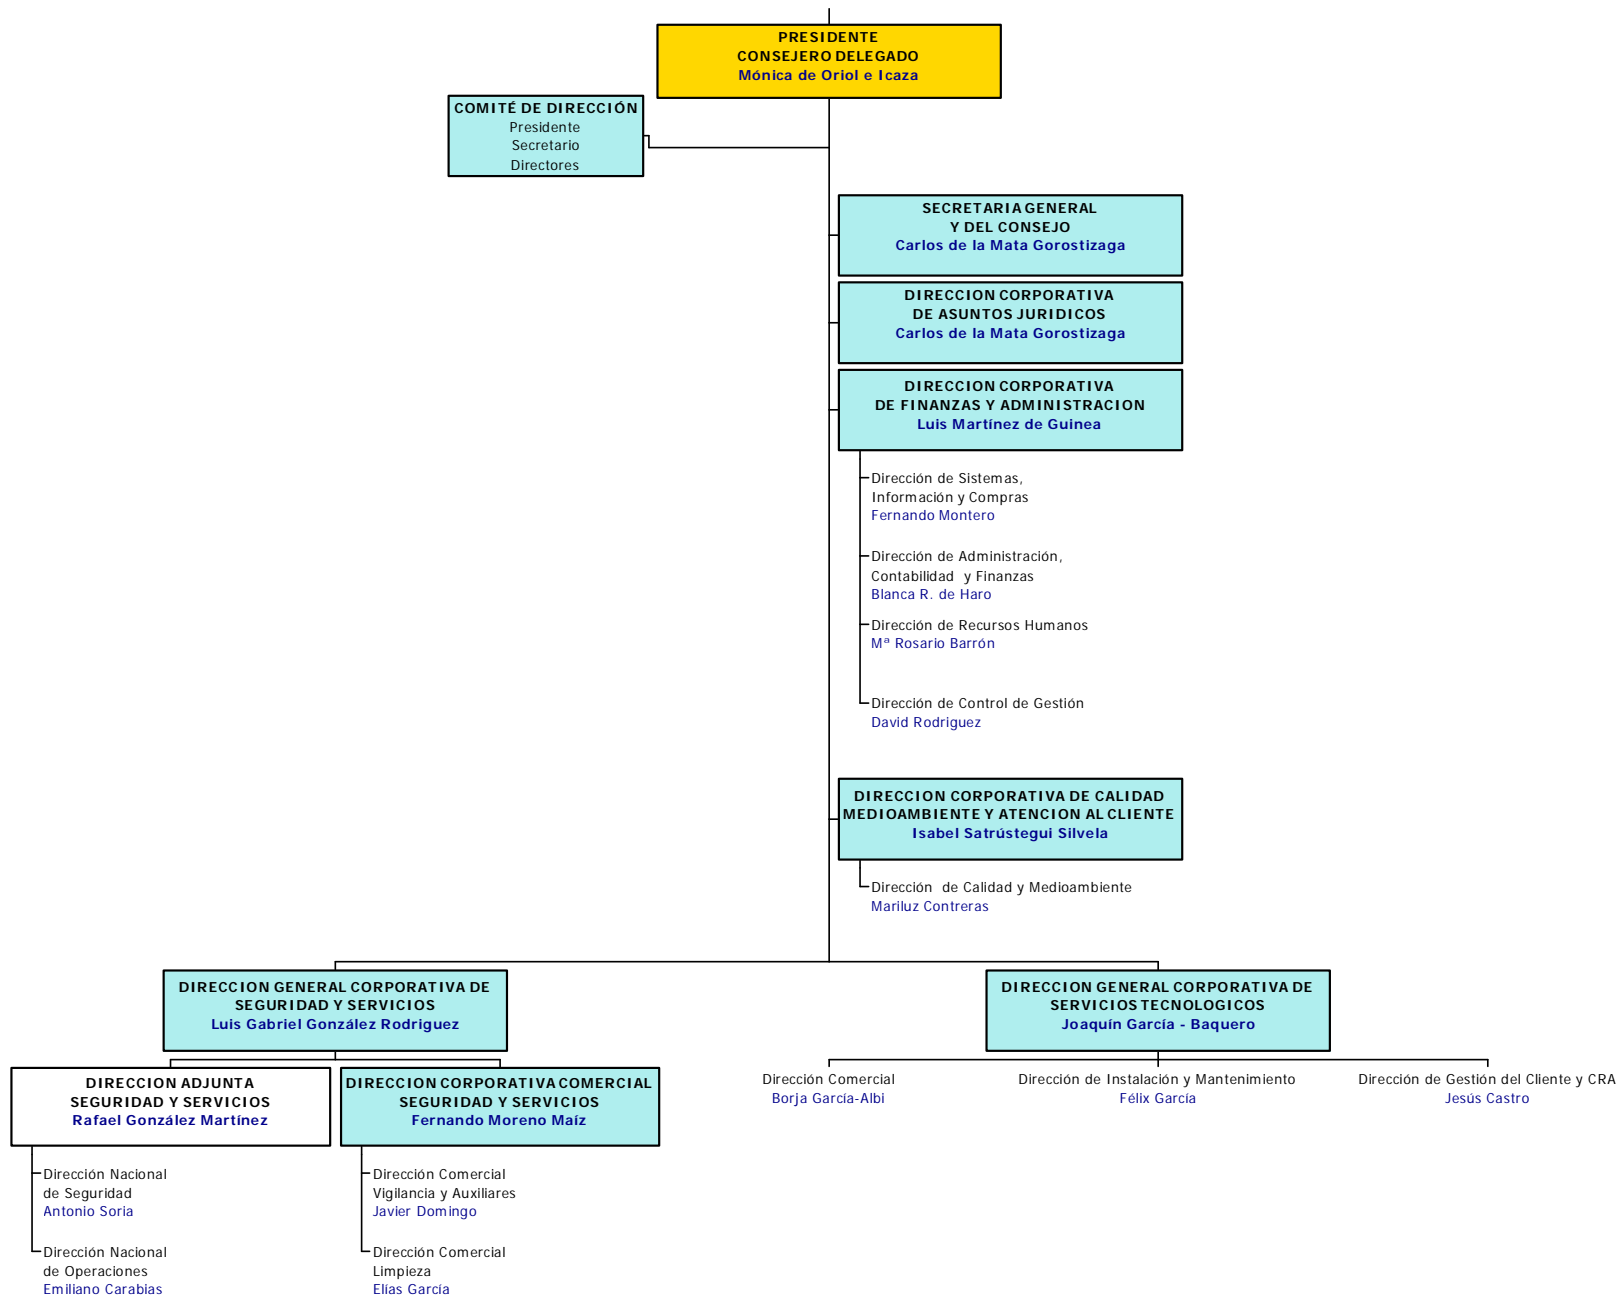 PRESIDENTE
CONSEJERO DELEGADO
Mónica de Oriol e Icaza
COMITÉ DE DIRECCIÓN
Presidente
Secretario
Directores
SECRETARIA GENERAL
Y DEL CONSEJO
Carlos de la Mata Gorostizaga
DIRECCION CORPORATIVA
DE ASUNTOS JURIDICOS
Carlos de la Mata Gorostizaga
DIRECCION CORPORATIVA
DE FINANZAS Y ADMINISTRACION
Luis Martínez de Guinea
Dirección de Sistemas,
Información y Compras
Fernando Montero
Dirección de Administración,
Contabilidad y Finanzas
Blanca R. de Haro
Dirección de Recursos Humanos
Mª Rosario Barrón
Dirección de Control de Gestión
David Rodriguez
DIRECCION CORPORATIVA DE CALIDAD
MEDIOAMBIENTE Y ATENCION AL CLIENTE
Isabel Satrústegui Silvela
Dirección de Calidad y Medioambiente
Mariluz Contreras
DIRECCION GENERAL CORPORATIVA DE
SEGURIDAD Y SERVICIOS
Luis Gabriel González Rodriguez
DIRECCION GENERAL CORPORATIVA DE
SERVICIOS TECNOLOGICOS
Joaquín García - Baquero
DIRECCION ADJUNTA
SEGURIDAD Y SERVICIOS
Rafael González Martínez
DIRECCION CORPORATIVA COMERCIAL
SEGURIDAD Y SERVICIOS
Fernando Moreno Maíz
Dirección Comercial
Borja García-Albi
Dirección de Instalación y Mantenimiento
Félix García
Dirección de Gestión del Cliente y CRA
Jesús Castro
Dirección Nacional
de Seguridad
Antonio Soria
Dirección Nacional
de Operaciones
Emiliano Carabias
Dirección Comercial
Vigilancia y Auxiliares
Javier Domingo
Dirección Comercial
Limpieza
Elías García